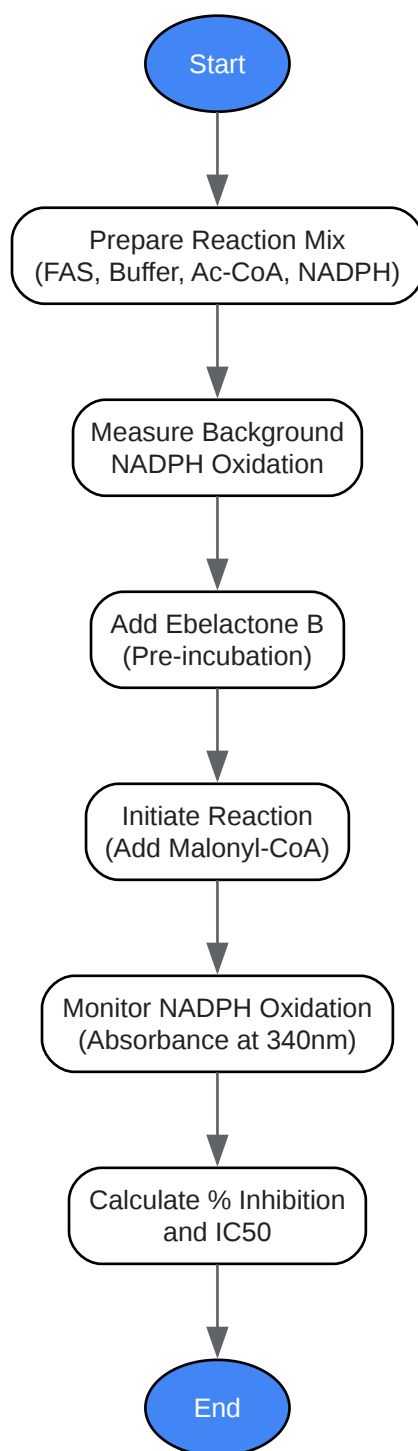 Start
Prepare Reaction Mix
(FAS, Buffer, Ac-CoA, NADPH)
Measure Background
NADPH Oxidation
Add Ebelactone B
(Pre-incubation)
Initiate Reaction
(Add Malonyl-CoA)
Monitor NADPH Oxidation
(Absorbance at 340nm)
Calculate % Inhibition
and IC50
End